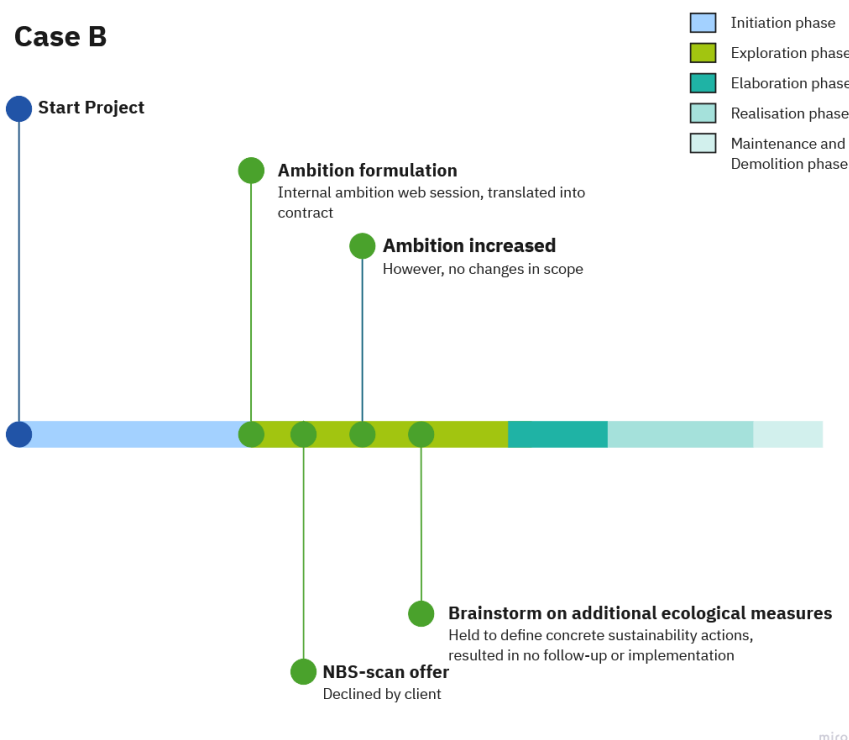 Case B
Initiation phase
Exploration phase
Elaboration phase
Realisation phase
Maintenance and
Demolition phase
Start Project
Ambition formulation
Internal ambition web session, translated into
contract
Ambition increased
However, no changes in scope
Brainstorm on additional ecological measures
Held to define concrete sustainability actions,
resulted in no follow-up or implementation
NBS-scan offer
Declined by client
miro